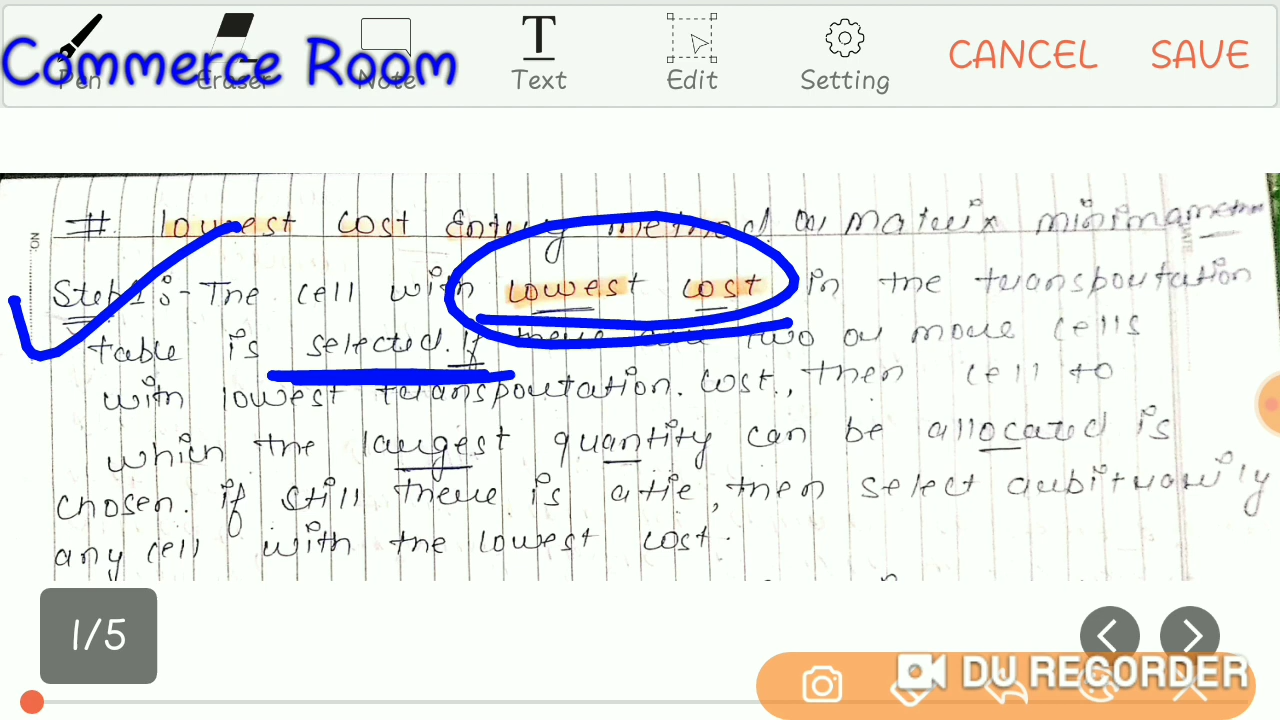 Commerce Room
Pen Eraser Note Text Edit Setting CANCEL SAVE
# lowest cost Entery method or Matrix minima method
Step1:- The cell with lowest cost in the transportation
table is selected. If there are two or more cells
with lowest transportation. cost., then cell to
which the largest quantity can be allocated is
chosen. if still there is a tie, then select arbitrarily
any cell with the lowest cost.
1/5
DU RECORDER